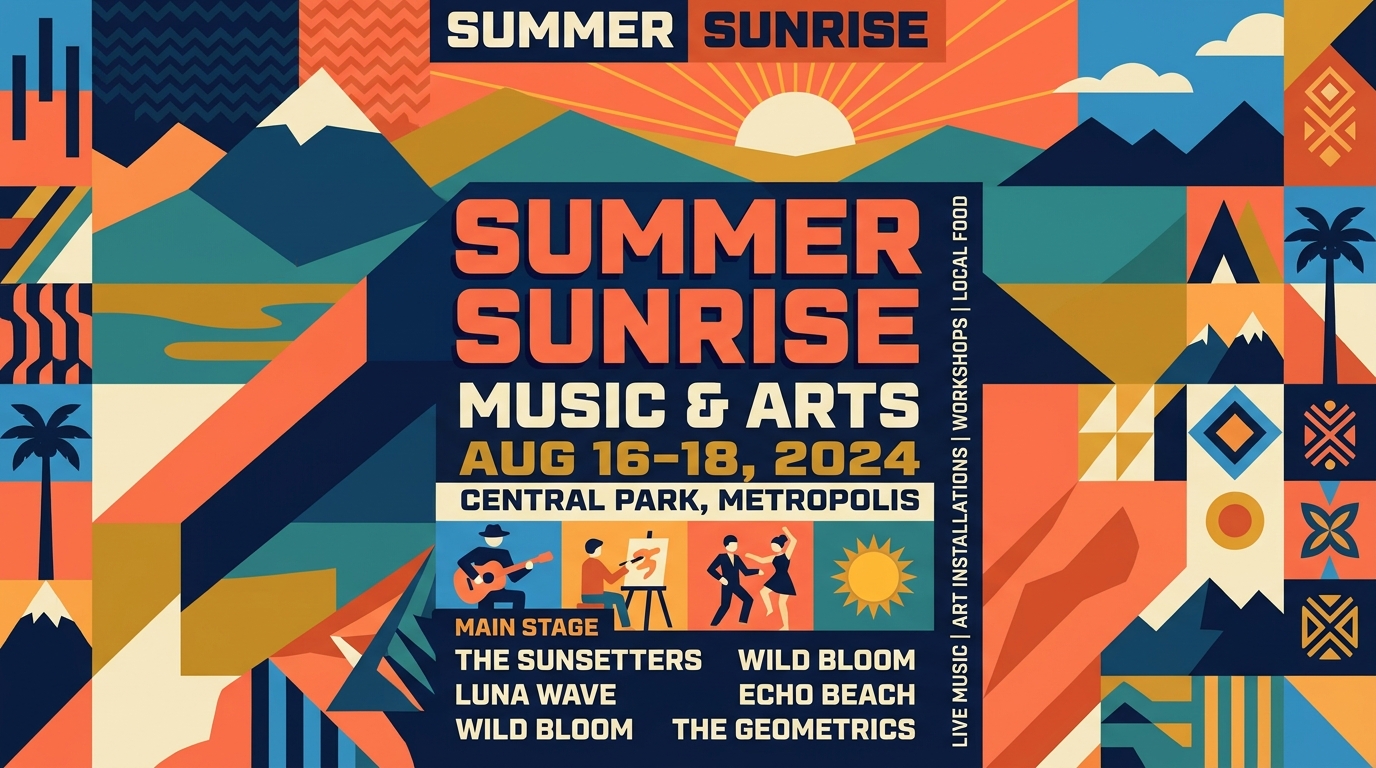 SUMMER SUNRISE
SUMMER
SUNRISE
MUSIC & ARTS
AUG 16–18, 2024
CENTRAL PARK, METROPOLIS
MAIN STAGE
THE SUNSETTERS WILD BLOOM
LUNA WAVE ECHO BEACH
WILD BLOOM THE GEOMETRICS
LIVE MUSIC | ART INSTALLATIONS | WORKSHOPS | LOCAL FOOD